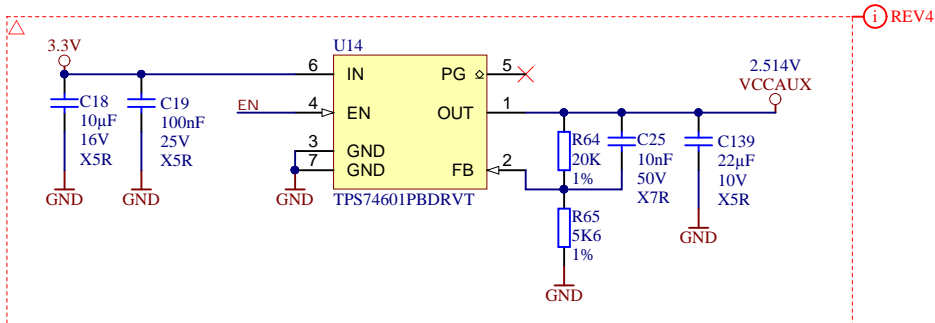 i REV4
3.3V
U14
2.514V
VCCAUX
6 IN PG 5
EN 4 EN OUT 1
3 GND
7 GND FB 2
TPS74601PBDRVT
C18
10µF
16V
X5R
C19
100nF
25V
X5R
R64
20K
1%
C25
10nF
50V
X7R
C139
22µF
10V
X5R
R65
5K6
1%
GND
GND
GND
GND
GND